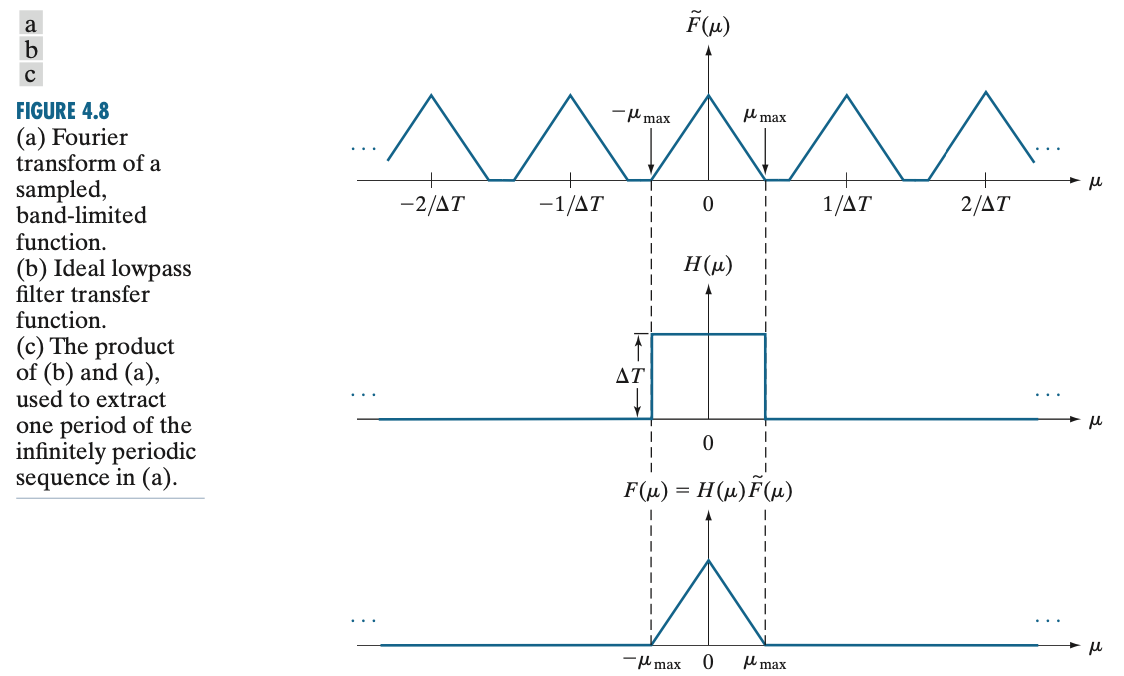 a
b
c
FIGURE 4.8
(a) Fourier
transform of a
sampled,
band-limited
function.
(b) Ideal lowpass
filter transfer
function.
(c) The product
of (b) and (a),
used to extract
one period of the
infinitely periodic
sequence in (a).
F̃(μ)
−μmax μmax
· · · · · ·
μ
−2/ΔT −1/ΔT 0 1/ΔT 2/ΔT
H(μ)
ΔT
· · · · · ·
μ
0
F(μ) = H(μ)F̃(μ)
· · · · · ·
μ
−μmax 0 μmax